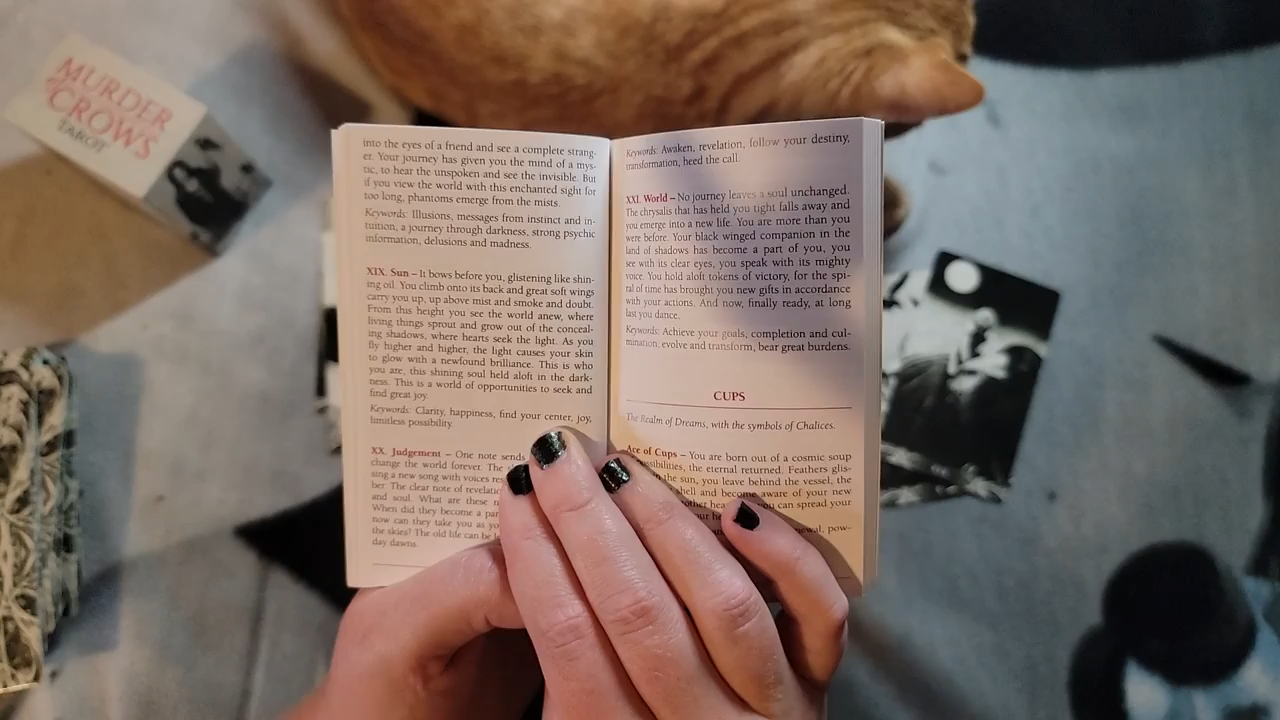 MURDER
of
CROWS
TAROT
into the eyes of a friend and see a complete strang-
er. Your journey has given you the mind of a mys-
tic, to hear the unspoken and see the invisible. But
if you view the world with this enchanted sight for
too long, phantoms emerge from the mists.
Keywords: Illusions, messages from instinct and in-
tuition, a journey through darkness, strong psychic
information, delusions and madness.
XIX. Sun – It bows before you, glistening like shin-
ing oil. You climb onto its back and great soft wings
carry you up, up above mist and smoke and doubt.
From this height you see the world anew, where
living things sprout and grow out of the conceal-
ing shadows, where hearts seek the light. As you
fly higher and higher, the light causes your skin
to glow with a newfound brilliance. This is who
you are, this shining soul held aloft in the dark-
ness. This is a world of opportunities to seek and
find great joy.
Keywords: Clarity, happiness, find your center, joy,
limitless possibility.
XX. Judgement – One note sends
change the world forever. The
sing a new song with voices res
ber. The clear note of revelatio
and soul. What are these n
When did they become a par
now can they take you as yo
the skies? The old life can be l
day dawns.
Keywords: Awaken, revelation, follow your destiny,
transformation, heed the call.
XXI. World – No journey leaves a soul unchanged.
The chrysalis that has held you tight falls away and
you emerge into a new life. You are more than you
were before. Your black winged companion in the
land of shadows has become a part of you, you
see with its clear eyes, you speak with its mighty
voice. You hold aloft tokens of victory, for the spi-
ral of time has brought you new gifts in accordance
with your actions. And now, finally ready, at long
last you dance.
Keywords: Achieve your goals, completion and cul-
mination, evolve and transform, bear great burdens.
CUPS
The Realm of Dreams, with the symbols of Chalices.
Ace of Cups – You are born out of a cosmic soup
ssibilities, the eternal returned. Feathers glis-
n the sun, you leave behind the vessel, the
shell and become aware of your new
other hea you can spread your
ur he
newal, pow-